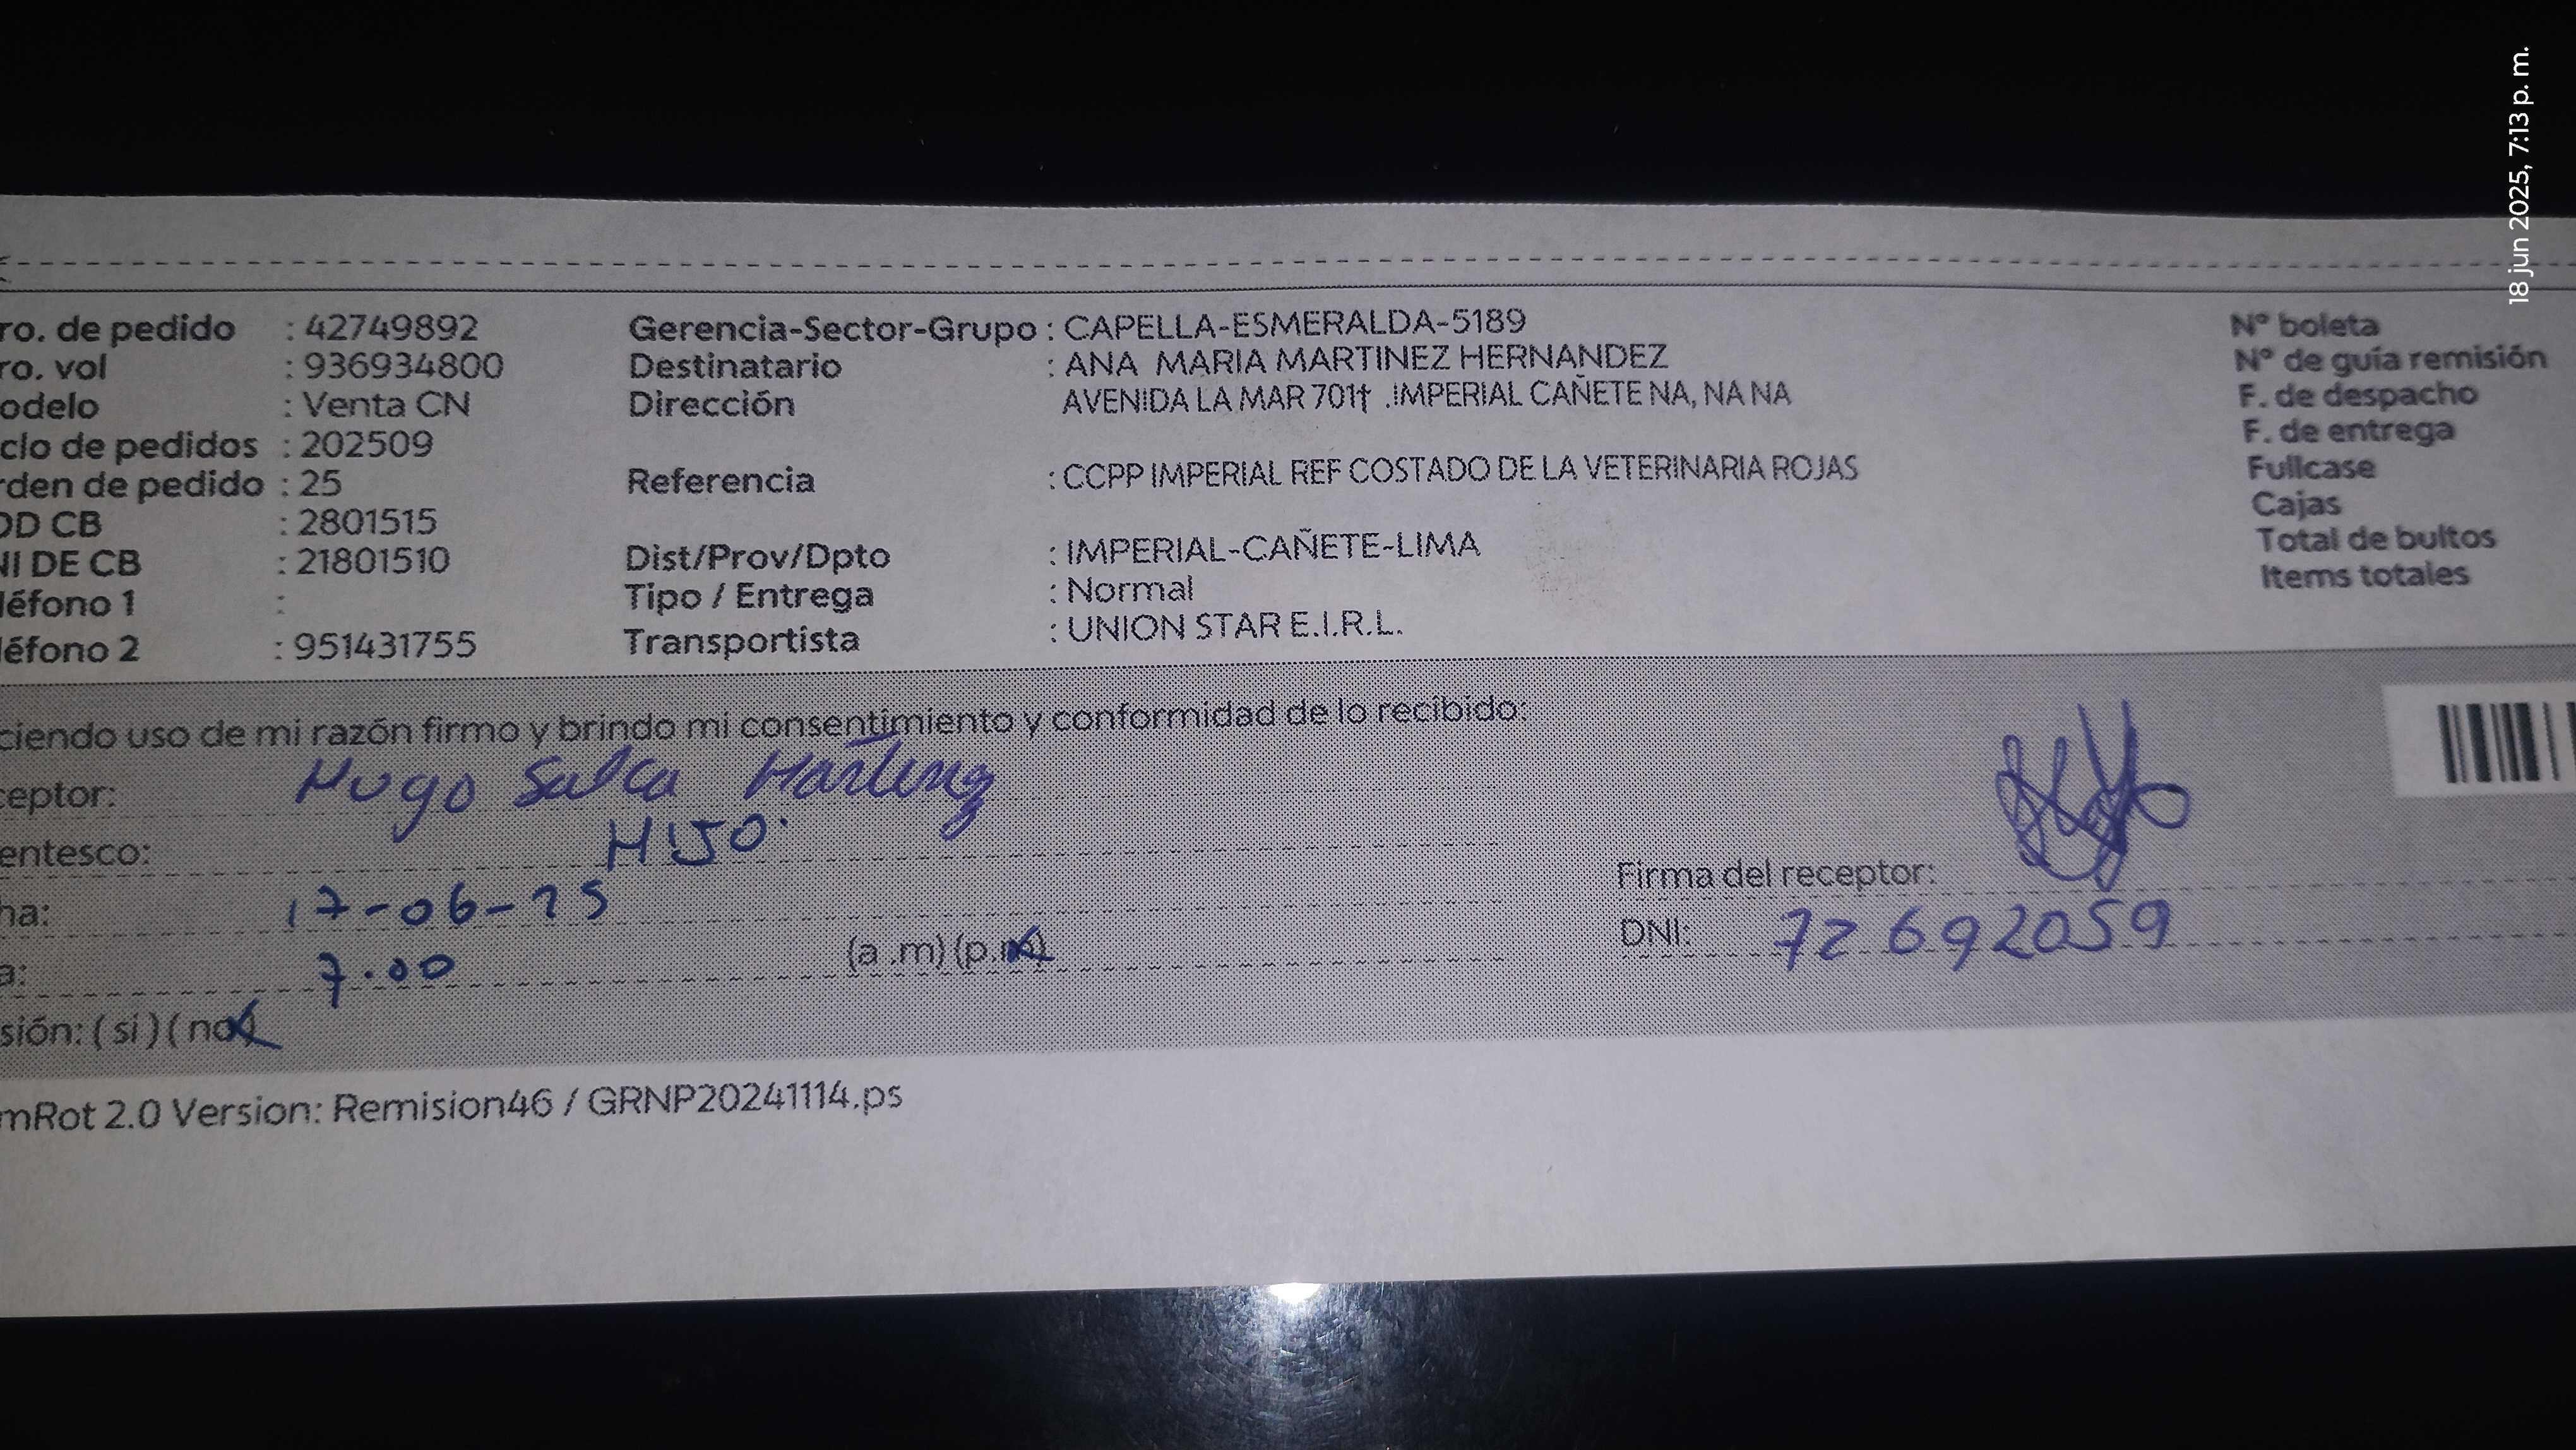 ro. de pedido : 42749892
ro. vol : 936934800
odelo : Venta CN
clo de pedidos : 202509
rden de pedido : 25
OD CB : 2801515
NI DE CB : 21801510
léfono 1 :
léfono 2 : 951431755
Gerencia-Sector-Grupo : CAPELLA-ESMERALDA-5189
Destinatario : ANA MARIA MARTINEZ HERNANDEZ
Dirección AVENIDA LA MAR 701† .IMPERIAL CAÑETE NA, NA NA
Referencia : CCPP IMPERIAL REF COSTADO DE LA VETERINARIA ROJAS
Dist/Prov/Dpto : IMPERIAL-CAÑETE-LIMA
Tipo / Entrega : Normal
Transportista : UNION STAR E.I.R.L.
N° boleta
N° de guía remisión
F. de despacho
F. de entrega
Fullcase
Cajas
Total de bultos
Items totales
ciendo uso de mi razón firmo y brindo mi consentimiento y conformidad de lo recibido:
ceptor: Hugo Salca
entesco: HIJO.
ha: 17-06-25
a: 7.00 (a .m) (p.m)
sión: ( si ) ( no )
Firma del receptor:
DNI: 72692059
mRot 2.0 Version: Remision46 / GRNP20241114.ps
18 jun 2025, 7:13 p. m.